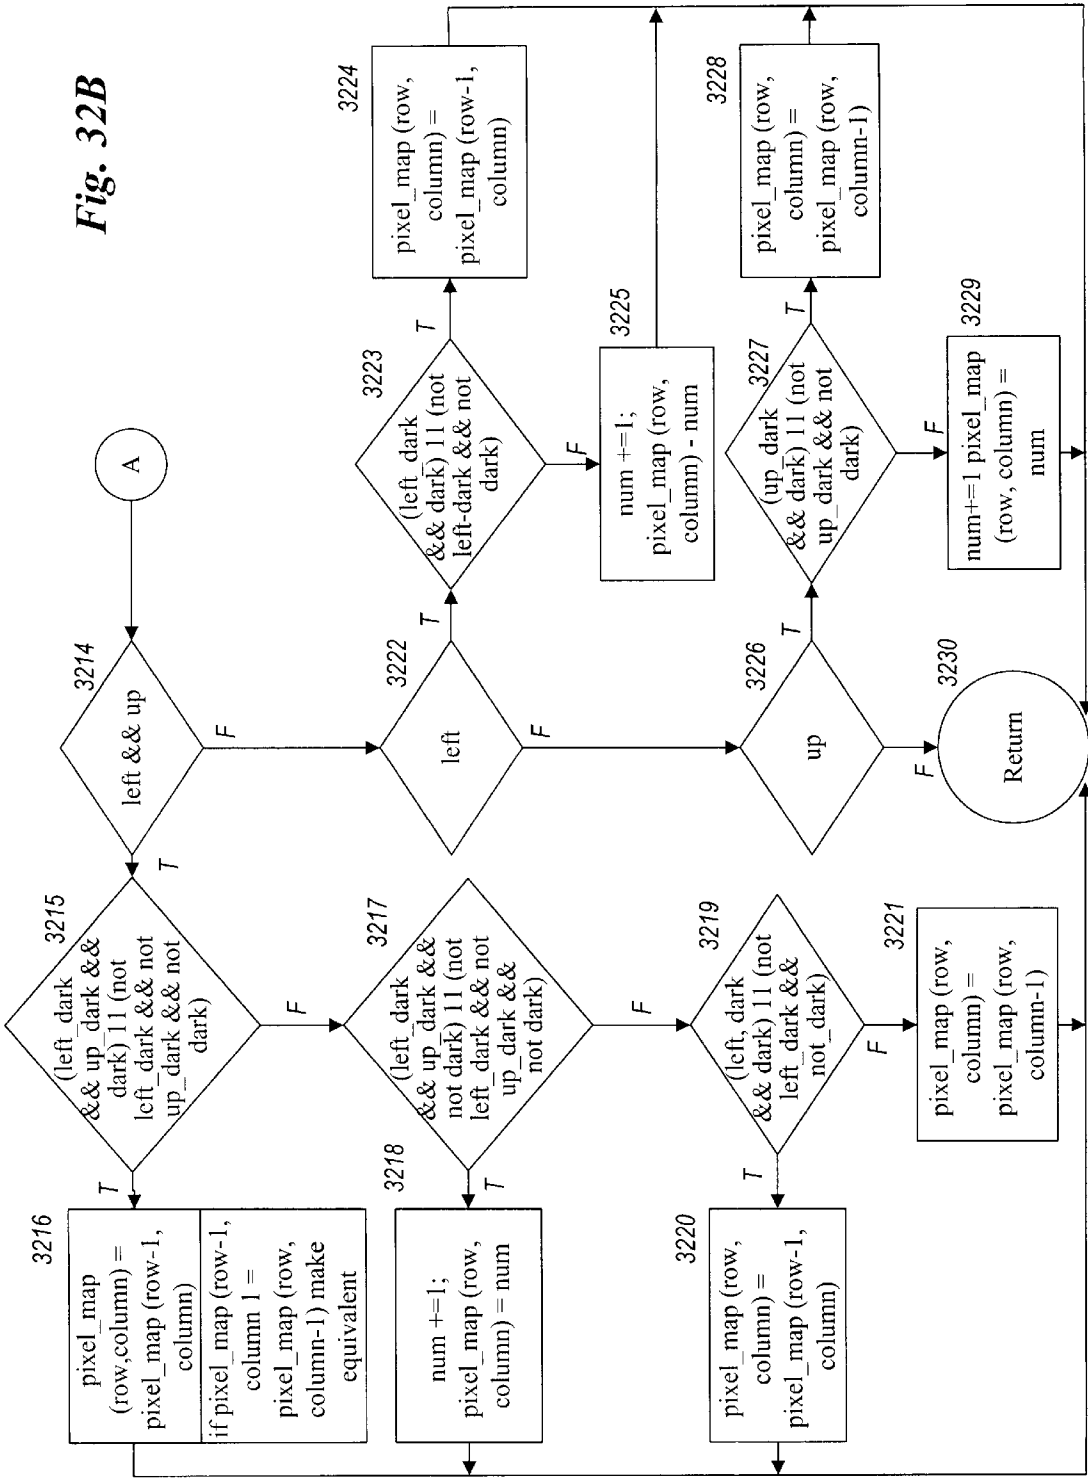 Fig. 32B
A
3214
left && up
T
F
3215
(left_dark
&& up_dark &&
dark) 11 (not
left_dark && not
up_dark && not
dark)
T
F
3216
pixel_map
(row,column) =
pixel_map (row-1,
column)
if pixel_map (row-1,
column 1 =
pixel_map (row,
column-1) make
equivalent
3217
(left_dark
&& up_dark &&
not dark) 11 (not
left_dark && not
up_dark &&
not dark)
T
F
3218
num +=1;
pixel_map (row,
column) = num
3219
(left, dark
&& dark) 11 (not
left_dark &&
not_dark)
T
F
3220
pixel_map (row,
column) =
pixel_map (row-1,
column)
3221
pixel_map (row,
column) =
pixel_map (row,
column-1)
3222
left
T
F
3223
(left_dark
&& dark) 11 (not
left-dark && not
dark)
T
F
3224
pixel_map (row,
column) =
pixel_map (row-1,
column)
3225
num +=1;
pixel_map (row,
column) - num
3226
up
T
F
3227
(up_dark
&& dark) 11 (not
up_dark && not
dark)
T
F
3228
pixel_map (row,
column) =
pixel_map (row,
column-1)
3229
num+=1 pixel_map
(row, column) =
num
3230
Return